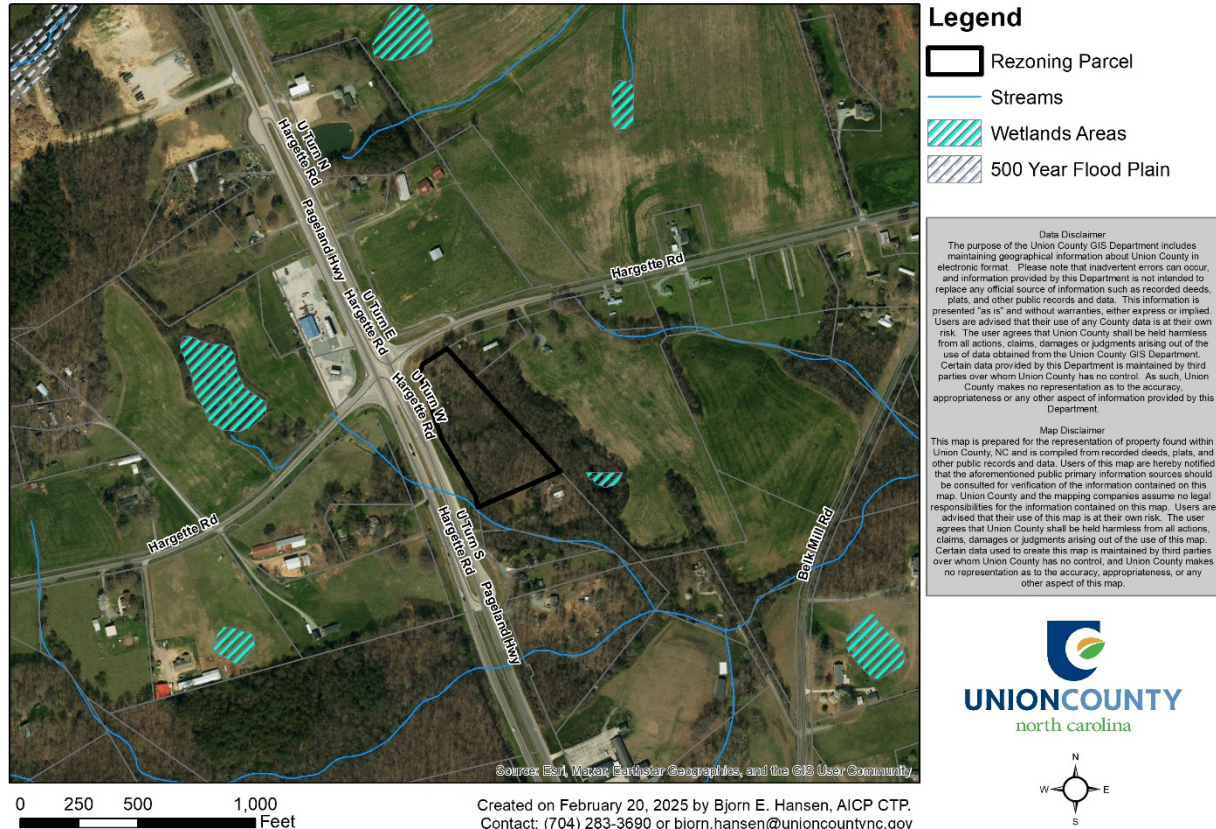 Legend
Rezoning Parcel
Streams
Wetlands Areas
500 Year Flood Plain
U Turn N
Hargette Rd
Pageland Hwy
Hargette Rd
U Turn E
Hargette Rd
U Turn W
Hargette Rd
Hargette Rd
U Turn S
Hargette Rd
Pageland Hwy
Belk Mill Rd
Source: Esri, Maxar, Earthstar Geographics, and the GIS User Community
Data Disclaimer
The purpose of the Union County GIS Department includes
maintaining geographical information about Union County in
electronic format. Please note that inadvertent errors can occur,
and information provided by this Department is not intended to
replace any official source of information such as recorded deeds,
plats, and other public records and data. This information is
presented "as is" and without warranties, either express or implied.
Users are advised that their use of any County data is at their own
risk. The user agrees that Union County shall be held harmless
from all actions, claims, damages or judgments arising out of the
use of data obtained from the Union County GIS Department.
Certain data provided by this Department is maintained by third
parties over whom Union County has no control. As such, Union
County makes no representation as to the accuracy,
appropriateness or any other aspect of information provided by this
Department.
Map Disclaimer
This map is prepared for the representation of property found within
Union County, NC and is compiled from recorded deeds, plats, and
other public records and data. Users of this map are hereby notified
that the aforementioned public primary information sources should
be consulted for verification of the information contained on this
map. Union County and the mapping companies assume no legal
responsibilities for the information contained on this map. Users are
advised that their use of this map is at their own risk. The user
agrees that Union County shall be held harmless from all actions,
claims, damages or judgments arising out of the use of this map.
Certain data used to create this map is maintained by third parties
over whom Union County has no control, and Union County makes
no representation as to the accuracy, appropriateness, or any
other aspect of this map.
UNIONCOUNTY
north carolina
N
W E
S
0 250 500 1,000
Feet
Created on February 20, 2025 by Bjorn E. Hansen, AICP CTP.
Contact: (704) 283-3690 or bjorn.hansen@unioncountync.gov